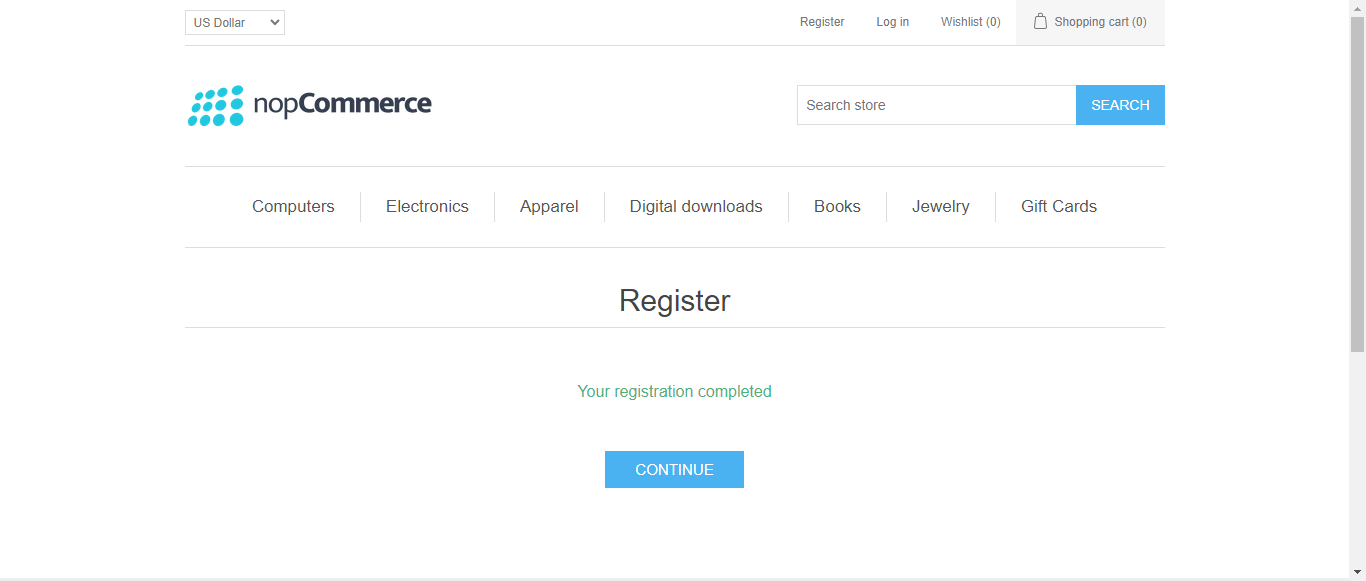 US Dollar
Register
Log in
Wishlist (0)
Shopping cart (0)
nopCommerce
Search store
SEARCH
Computers
Electronics
Apparel
Digital downloads
Books
Jewelry
Gift Cards
Register
Your registration completed
CONTINUE